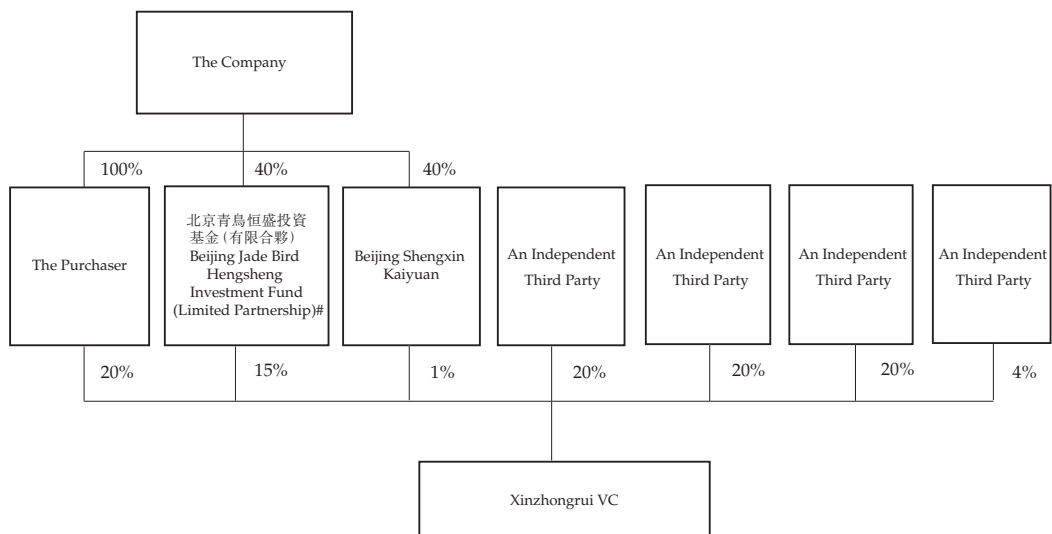 The Company
100%
40%
40%
The Purchaser
北京青鳥恒盛投資
基金(有限合夥)
Beijing Jade Bird
Hengsheng
Investment Fund
(Limited Partnership)#
Beijing Shengxin
Kaiyuan
An Independent
Third Party
An Independent
Third Party
An Independent
Third Party
An Independent
Third Party
20%
15%
1%
20%
20%
20%
4%
Xinzhongrui VC